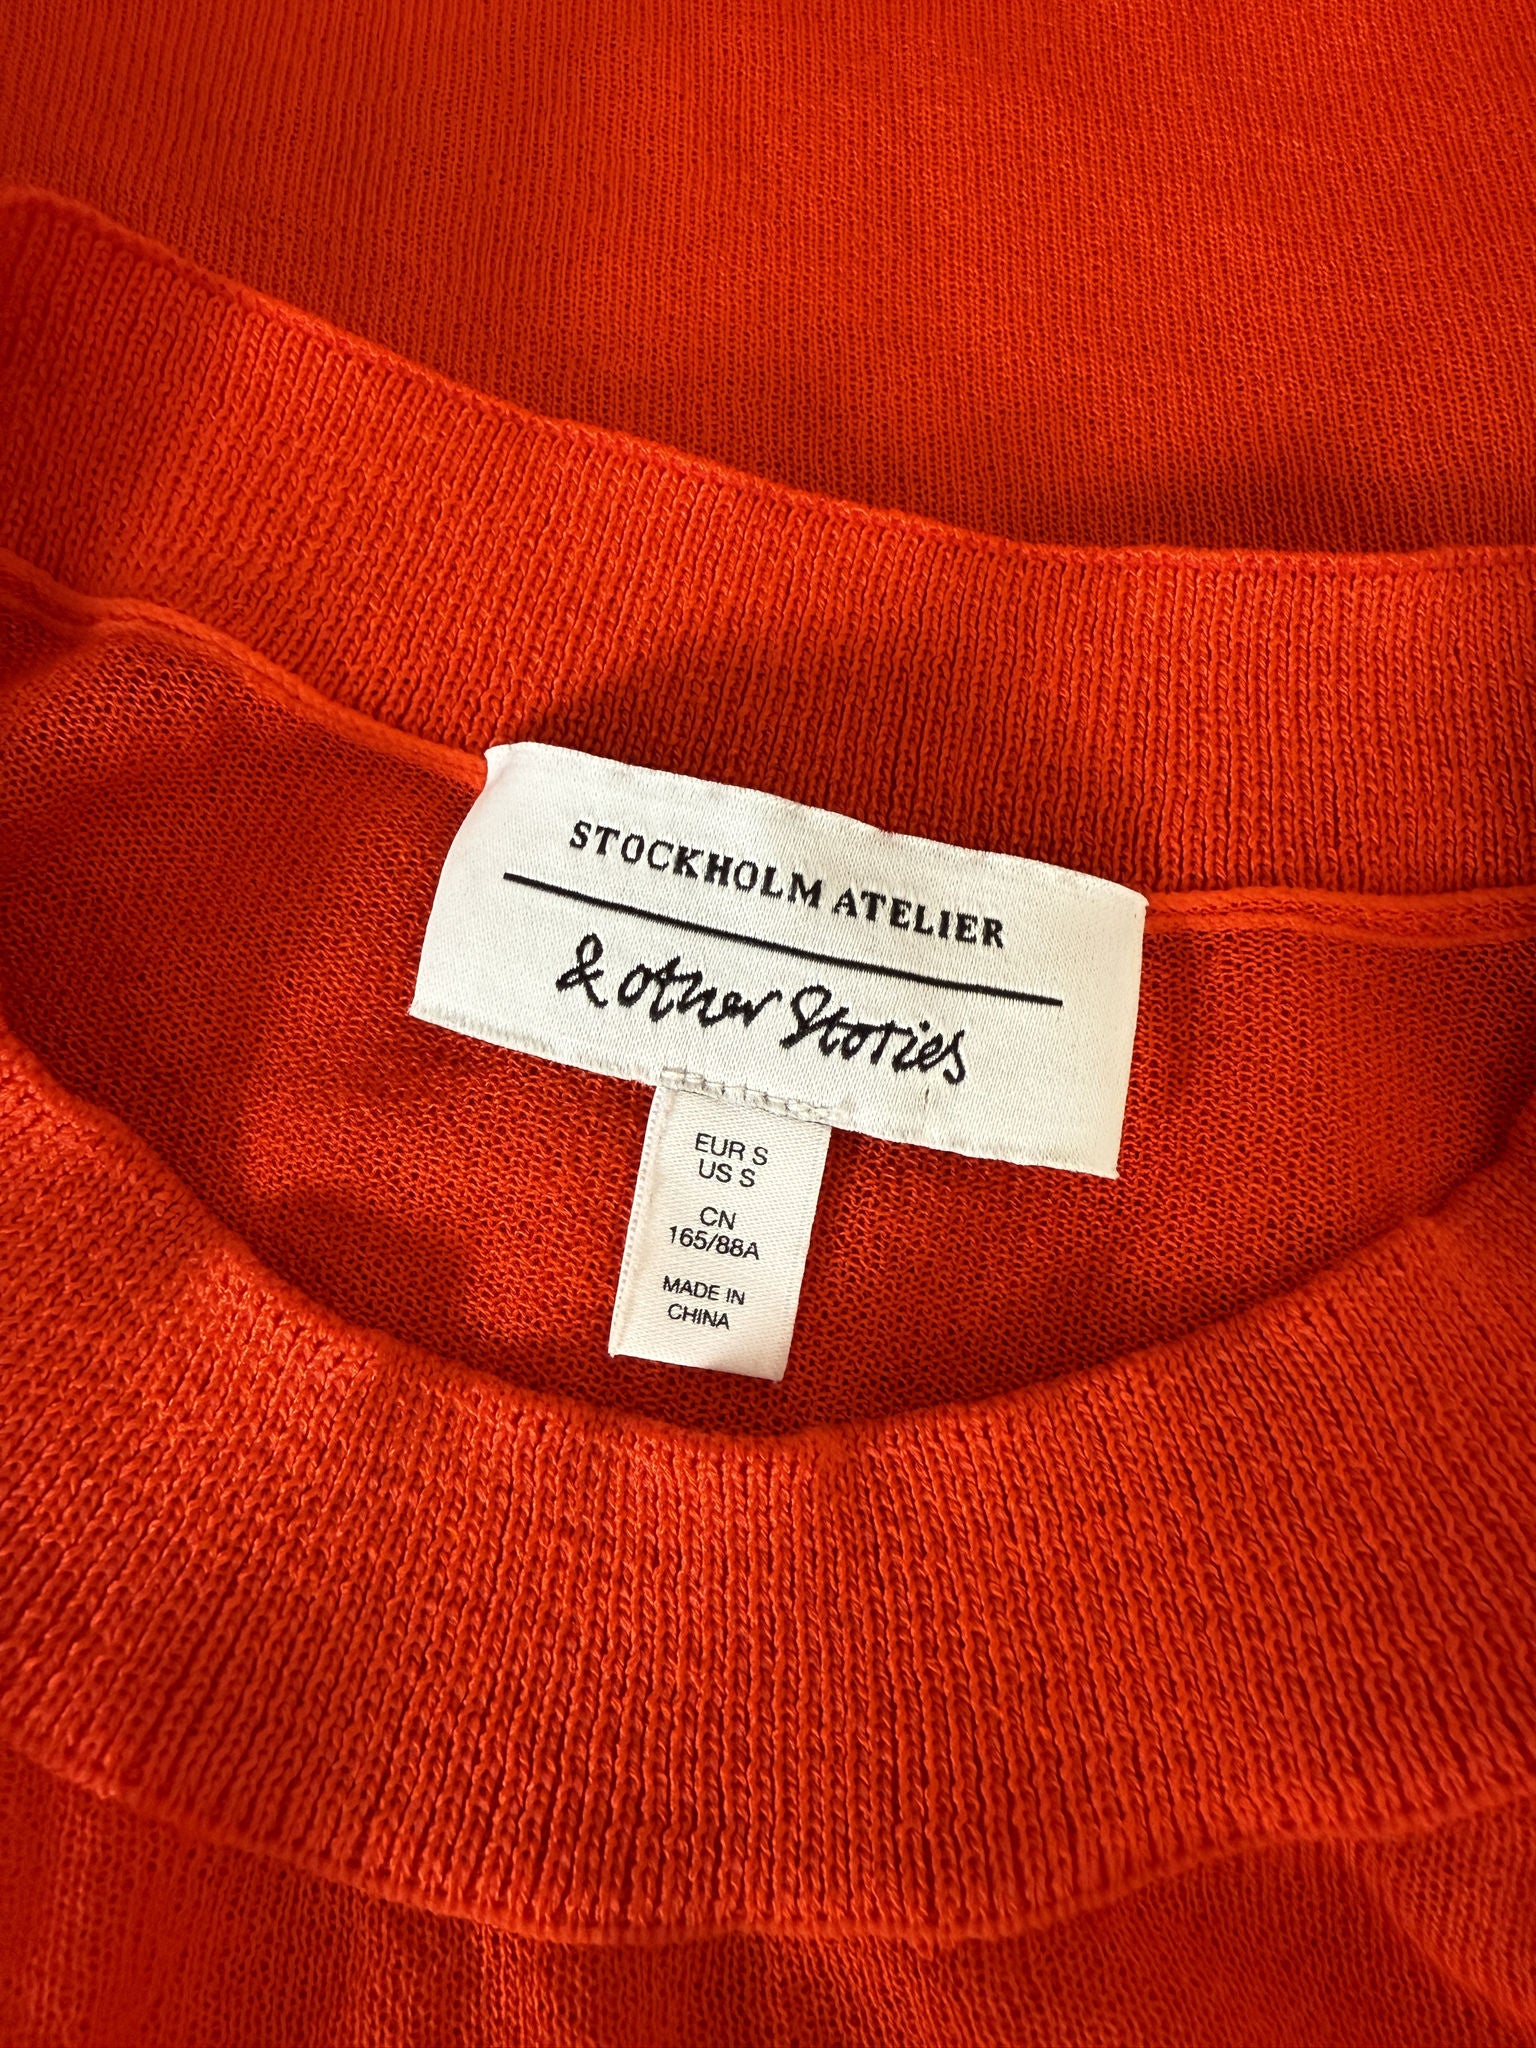 STOCKHOLM ATELIER
& other Stories
EUR S
US S
CN
165/88A
MADE IN
CHINA